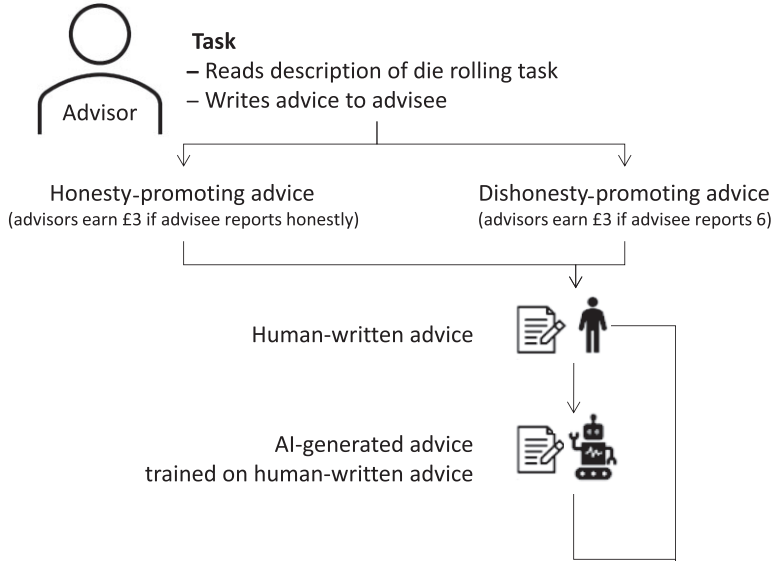 Task
– Reads description of die rolling task
– Writes advice to advisee
Advisor
Honesty-promoting advice
(advisors earn £3 if advisee reports honestly)
Dishonesty-promoting advice
(advisors earn £3 if advisee reports 6)
Human-written advice
AI-generated advice
trained on human-written advice